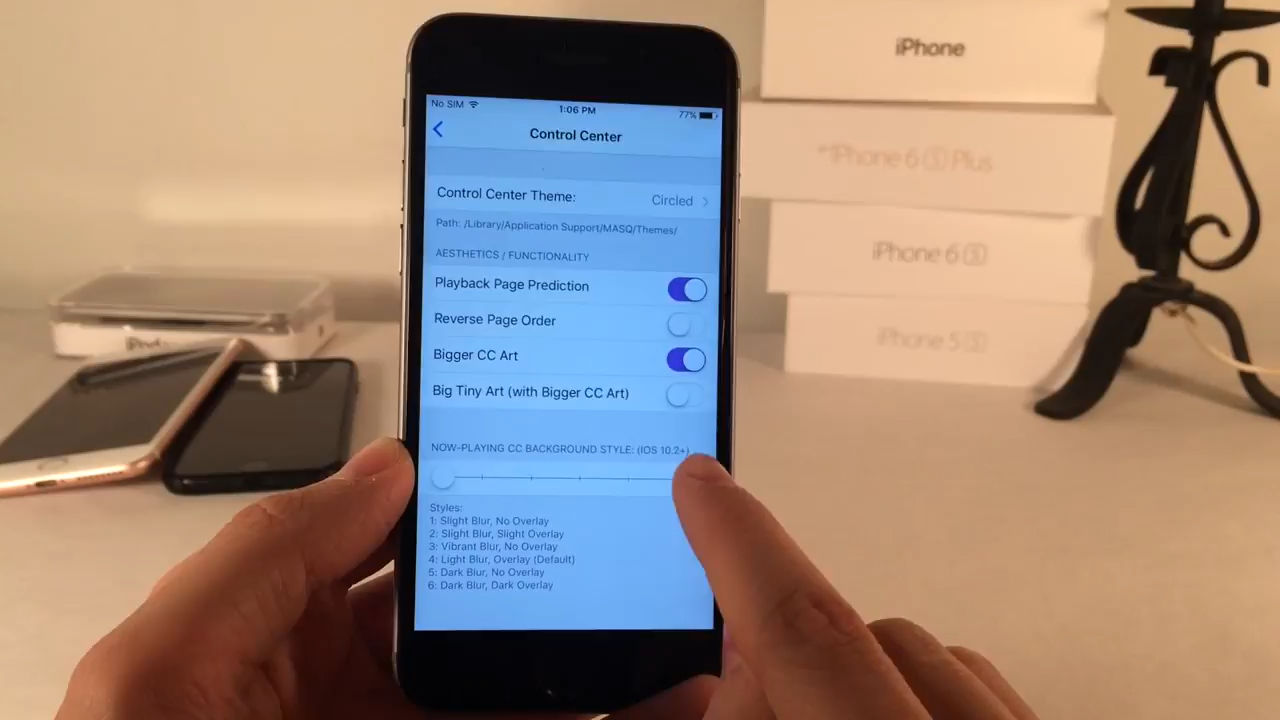 iPhone
iPhone 6s Plus
iPhone 6s
iPhone 5s
No SIM 1:06 PM 77%
Control Center
Control Center Theme: Circled
Path: /Library/Application Support/MASQ/Themes/
AESTHETICS / FUNCTIONALITY
Playback Page Prediction
Reverse Page Order
Bigger CC Art
Big Tiny Art (with Bigger CC Art)
NOW-PLAYING CC BACKGROUND STYLE: (IOS 10.2+)
Styles:
1: Slight Blur, No Overlay
2: Slight Blur, Slight Overlay
3: Vibrant Blur, No Overlay
4: Light Blur, Overlay (Default)
5: Dark Blur, No Overlay
6: Dark Blur, Dark Overlay